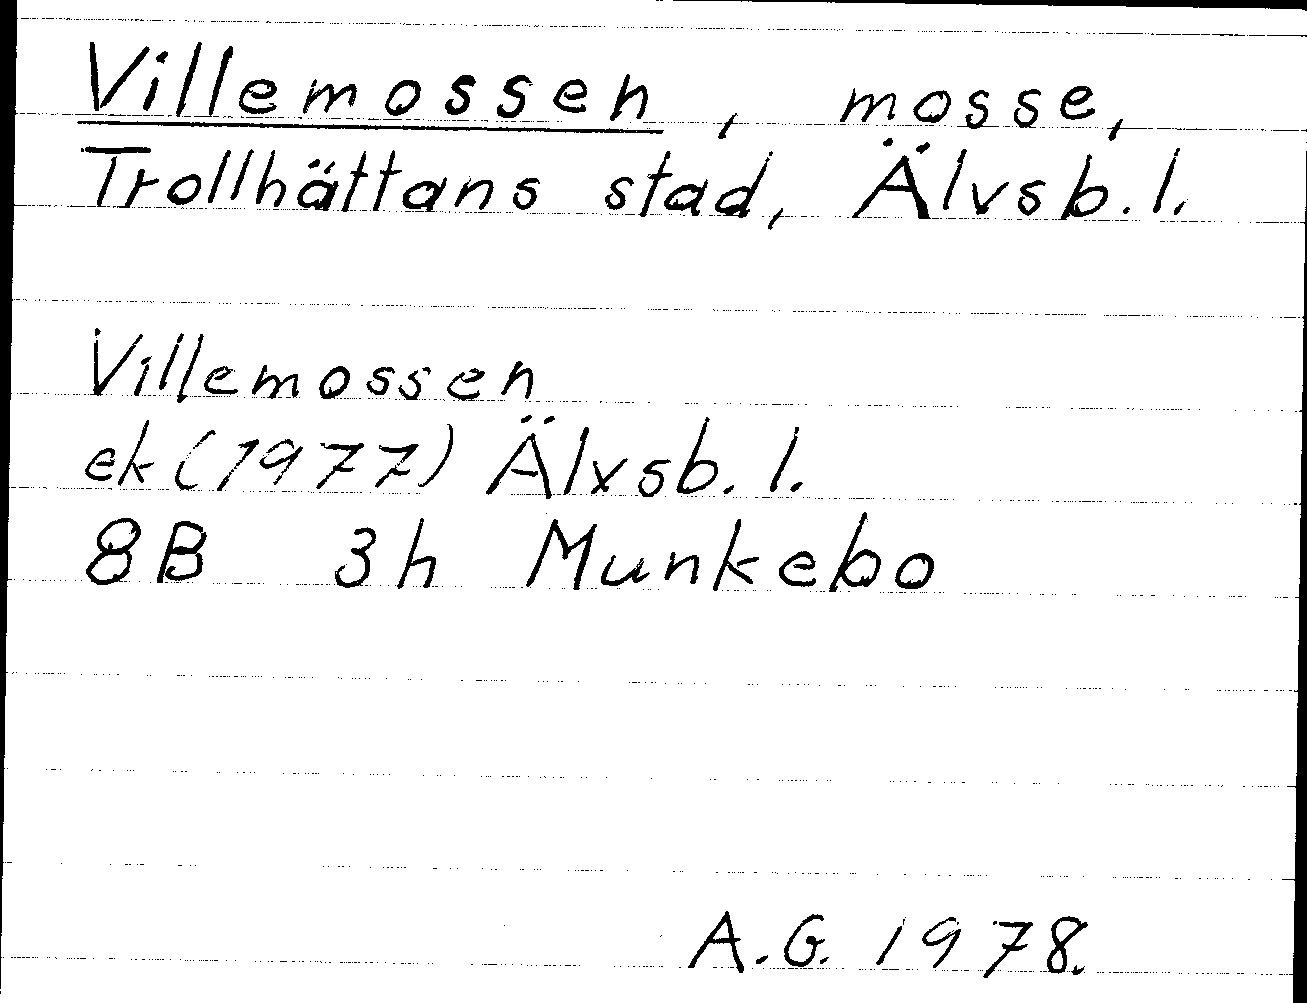 Villemossen, mosse,
Trollhättans stad, Älvsb. l.
Villemossen
ek (1977) Älvsb. l.
8B 3h Munkebo
A.G. 1978.